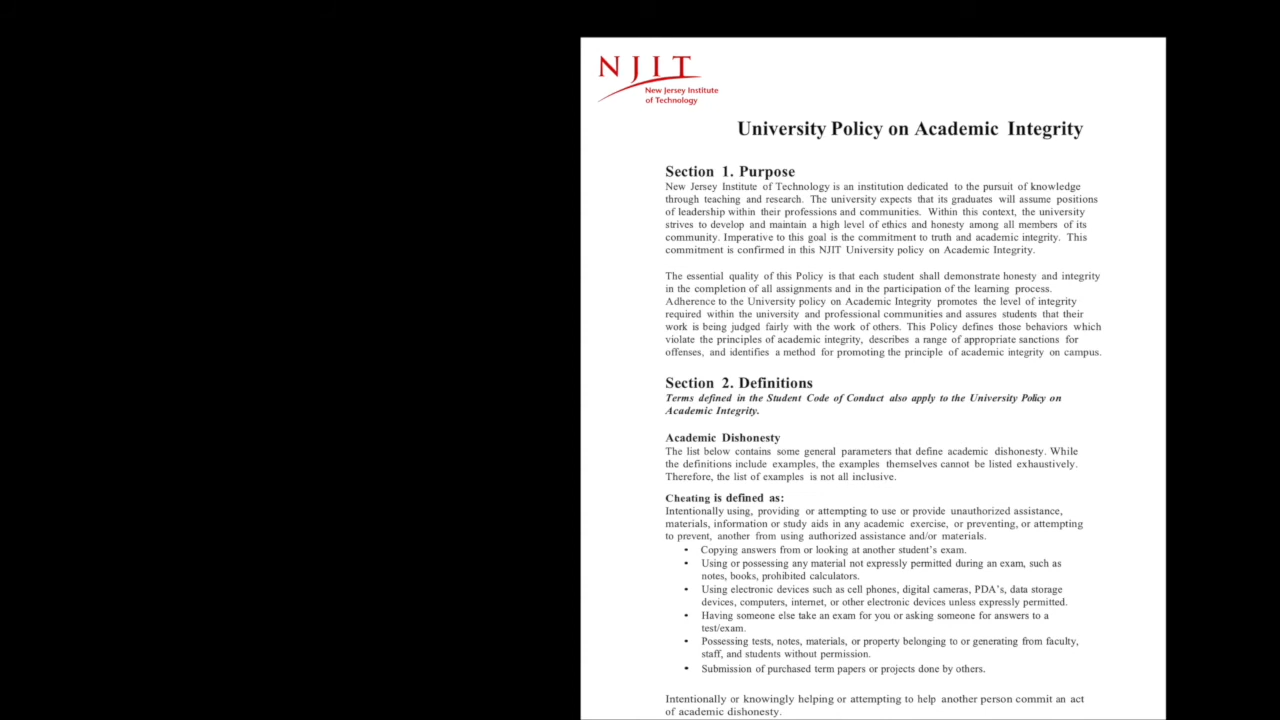 NJIT
New Jersey Institute
of Technology
University Policy on Academic Integrity
Section 1. Purpose
New Jersey Institute of Technology is an institution dedicated to the pursuit of knowledge
through teaching and research. The university expects that its graduates will assume positions
of leadership within their professions and communities. Within this context, the university
strives to develop and maintain a high level of ethics and honesty among all members of its
community. Imperative to this goal is the commitment to truth and academic integrity. This
commitment is confirmed in this NJIT University policy on Academic Integrity.
The essential quality of this Policy is that each student shall demonstrate honesty and integrity
in the completion of all assignments and in the participation of the learning process.
Adherence to the University policy on Academic Integrity promotes the level of integrity
required within the university and professional communities and assures students that their
work is being judged fairly with the work of others. This Policy defines those behaviors which
violate the principles of academic integrity, describes a range of appropriate sanctions for
offenses, and identifies a method for promoting the principle of academic integrity on campus.
Section 2. Definitions
Terms defined in the Student Code of Conduct also apply to the University Policy on
Academic Integrity.
Academic Dishonesty
The list below contains some general parameters that define academic dishonesty. While
the definitions include examples, the examples themselves cannot be listed exhaustively.
Therefore, the list of examples is not all inclusive.
Cheating is defined as:
Intentionally using, providing or attempting to use or provide unauthorized assistance,
materials, information or study aids in any academic exercise, or preventing, or attempting
to prevent, another from using authorized assistance and/or materials.
• Copying answers from or looking at another student's exam.
• Using or possessing any material not expressly permitted during an exam, such as
notes, books, prohibited calculators.
• Using electronic devices such as cell phones, digital cameras, PDA's, data storage
devices, computers, internet, or other electronic devices unless expressly permitted.
• Having someone else take an exam for you or asking someone for answers to a
test/exam.
• Possessing tests, notes, materials, or property belonging to or generating from faculty,
staff, and students without permission.
• Submission of purchased term papers or projects done by others.
Intentionally or knowingly helping or attempting to help another person commit an act
of academic dishonesty.